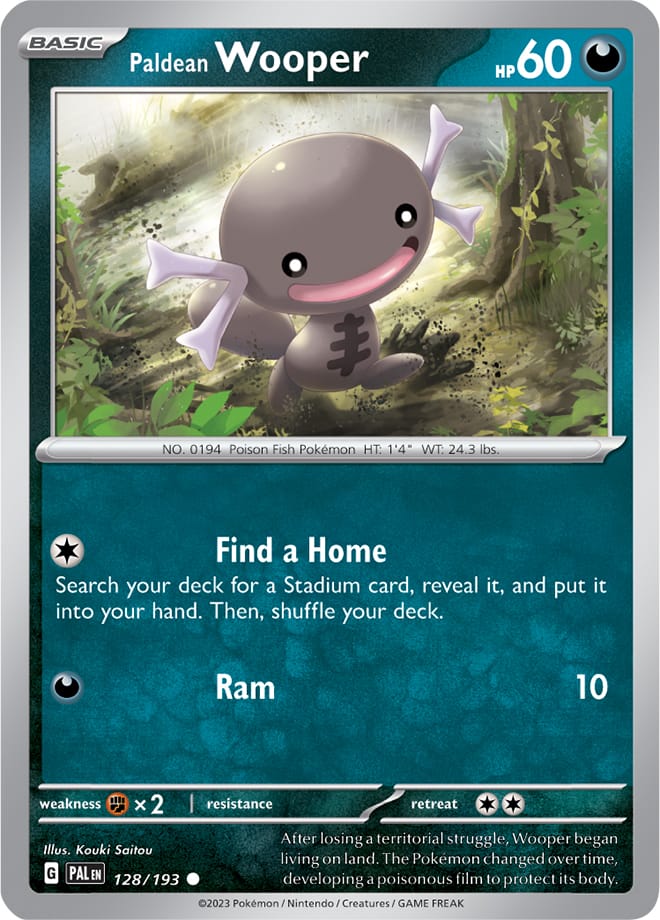 BASIC
Paldean Wooper
HP 60
NO. 0194 Poison Fish Pokémon HT: 1'4" WT: 24.3 lbs.
Find a Home
Search your deck for a Stadium card, reveal it, and put it
into your hand. Then, shuffle your deck.
Ram 10
weakness ×2 resistance retreat
Illus. Kouki Saitou
After losing a territorial struggle, Wooper began
living on land. The Pokémon changed over time,
developing a poisonous film to protect its body.
G PAL EN 128/193
©2023 Pokémon / Nintendo / Creatures / GAME FREAK